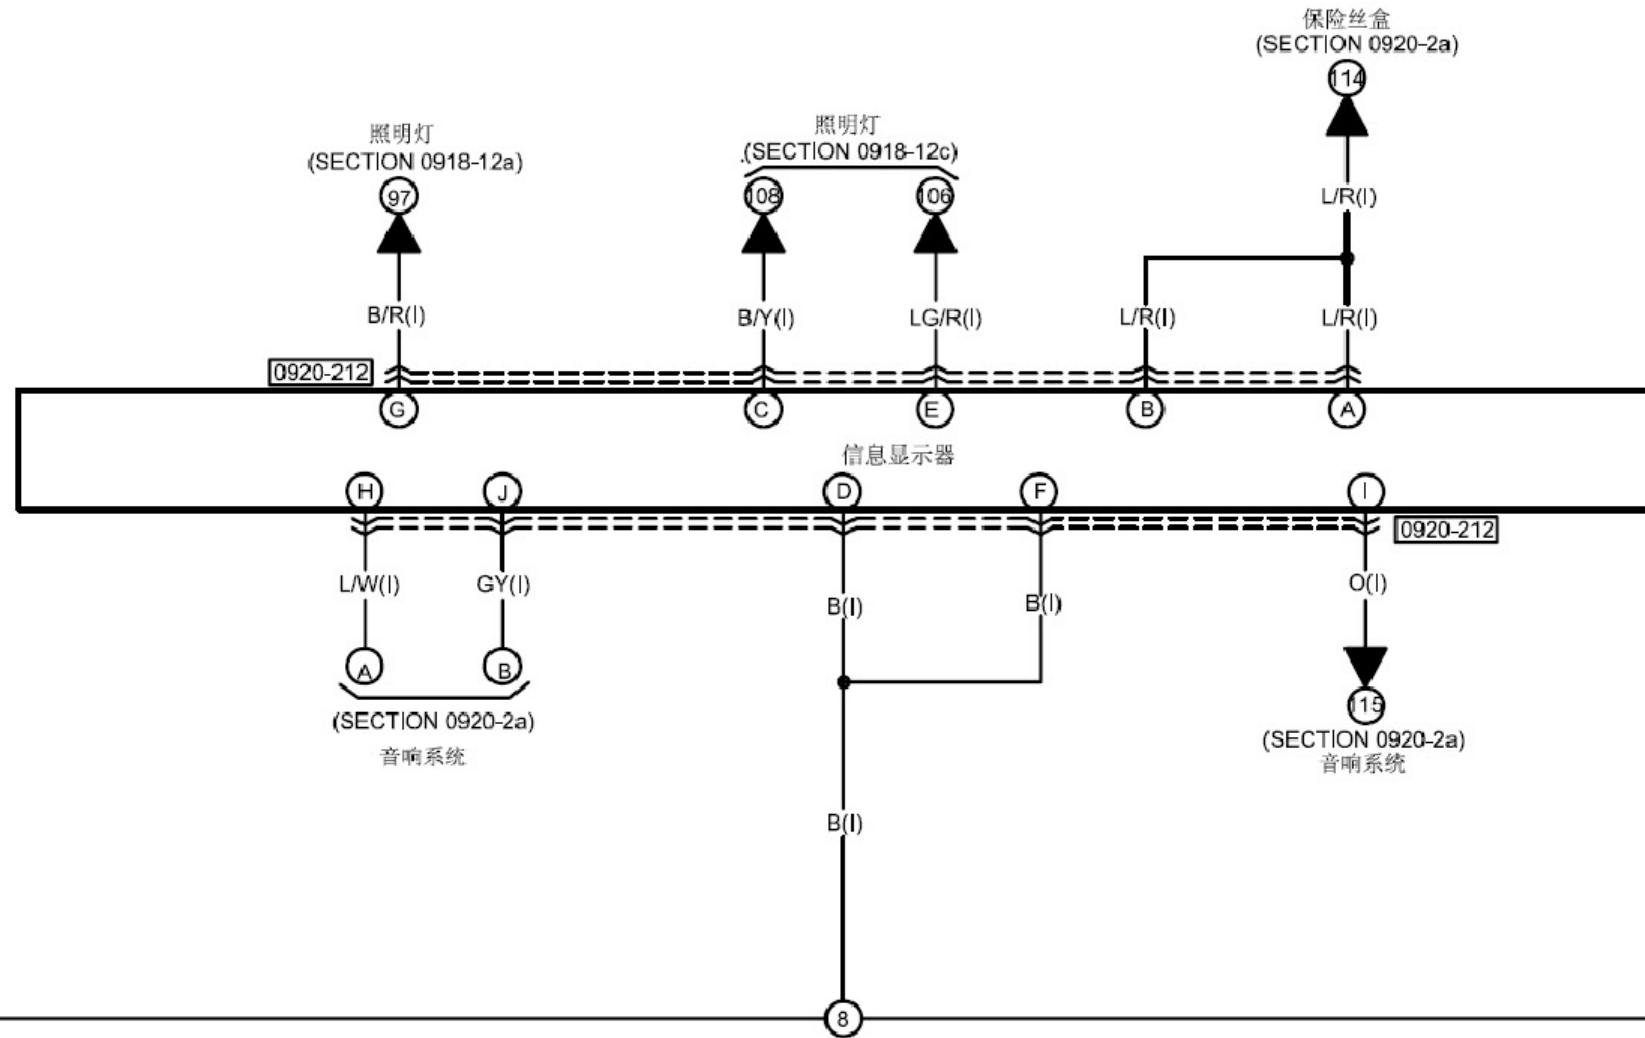 保险丝盒
(SECTION 0920-2a)
114
照明灯
(SECTION 0918-12a)
97
照明灯
(SECTION 0918-12c)
108
106
L/R(I)
B/R(I)
B/Y(I)
LG/R(I)
L/R(I)
L/R(I)
0920-212
G
C
E
B
A
信息显示器
H
J
D
F
I
0920-212
L/W(I)
GY(I)
B(I)
B(I)
O(I)
A
B
(SECTION 0920-2a)
音响系统
115
(SECTION 0920-2a)
音响系统
B(I)
8